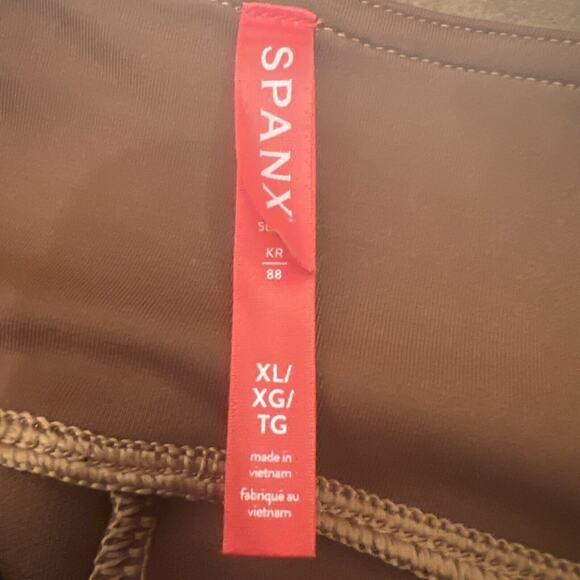 SPANX
KR
88
XL/
XG/
TG
made in
vietnam
fabriqué au
vietnam